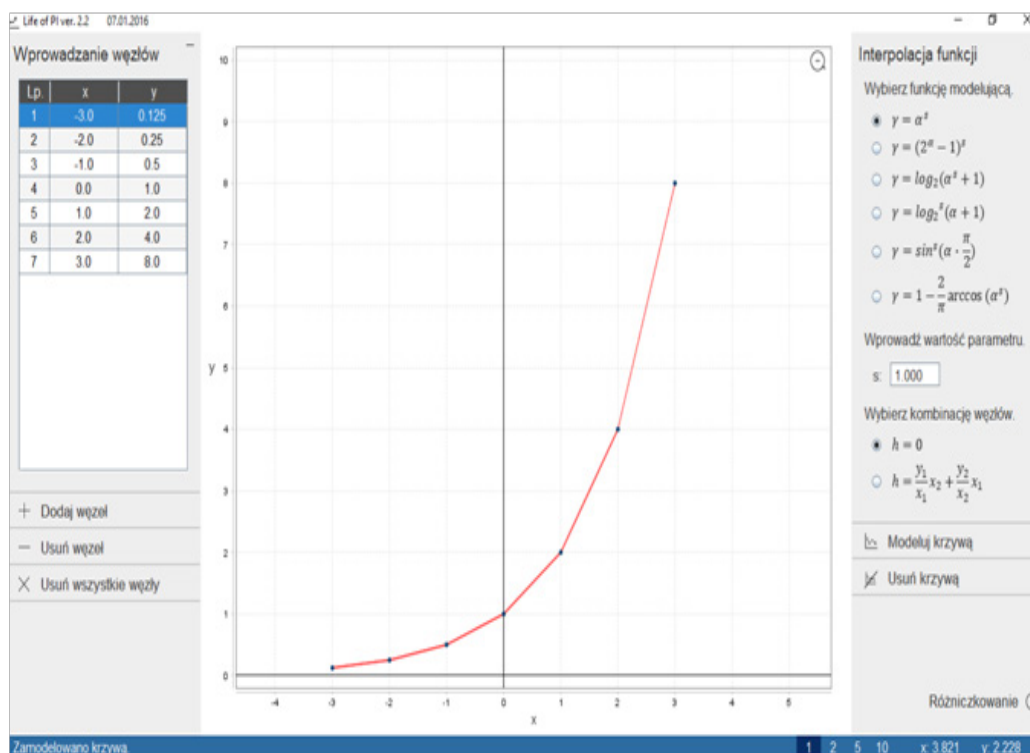 Life of PI ver. 2.2 07.01.2016
Wprowadzanie węzłów
Lp. x y
1 -3.0 0.125
2 -2.0 0.25
3 -1.0 0.5
4 0.0 1.0
5 1.0 2.0
6 2.0 4.0
7 3.0 8.0
+ Dodaj węzeł
− Usuń węzeł
X Usuń wszystkie węzły
10
9
8
7
6
y 5
4
3
2
1
0
-4 -3 -2 -1 0 1 2 3 4 5
x
Interpolacja funkcji
Wybierz funkcję modelującą.
γ = α^s
γ = (2^α − 1)^s
γ = log₂(α^s + 1)
γ = log₂^s(α + 1)
γ = sin^s(α · π/2)
γ = 1 − 2/π arccos (α^s)
Wprowadź wartość parametru.
s: 1.000
Wybierz kombinację węzłów.
h = 0
h = y₁/x₁ x₂ + y₂/x₂ x₁
Modeluj krzywą
Usuń krzywą
Różniczkowanie
Zamodelowano krzywą. 1 2 5 10 x: 3.821 y: 2.228